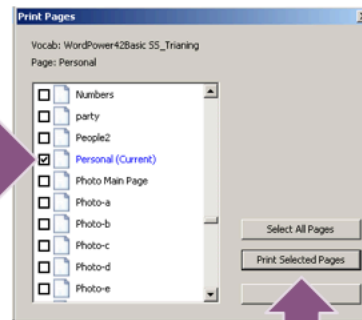 Print Pages
Vocab: WordPower42Basic SS_Trianing
Page: Personal
Numbers
party
People2
Personal (Current)
Photo Main Page
Photo-a
Photo-b
Photo-c
Photo-d
Photo-e
Select All Pages
Print Selected Pages